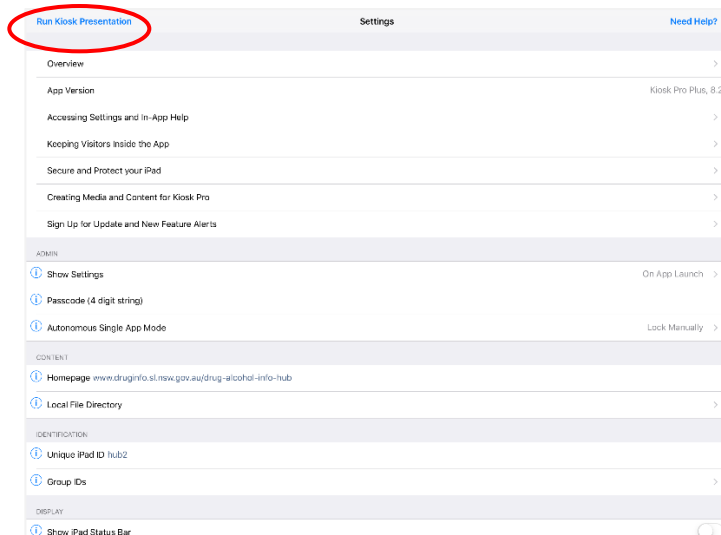 Run Kiosk Presentation Settings Need Help?
Overview
App Version Kiosk Pro Plus, 8.2
Accessing Settings and In-App Help
Keeping Visitors Inside the App
Secure and Protect your iPad
Creating Media and Content for Kiosk Pro
Sign Up for Update and New Feature Alerts
ADMIN
Show Settings On App Launch
Passcode (4 digit string)
Autonomous Single App Mode Lock Manually
CONTENT
Homepage www.druginfo.sl.nsw.gov.au/drug-alcohol-info-hub
Local File Directory
IDENTIFICATION
Unique iPad ID hub2
Group IDs
DISPLAY
Show iPad Status Bar